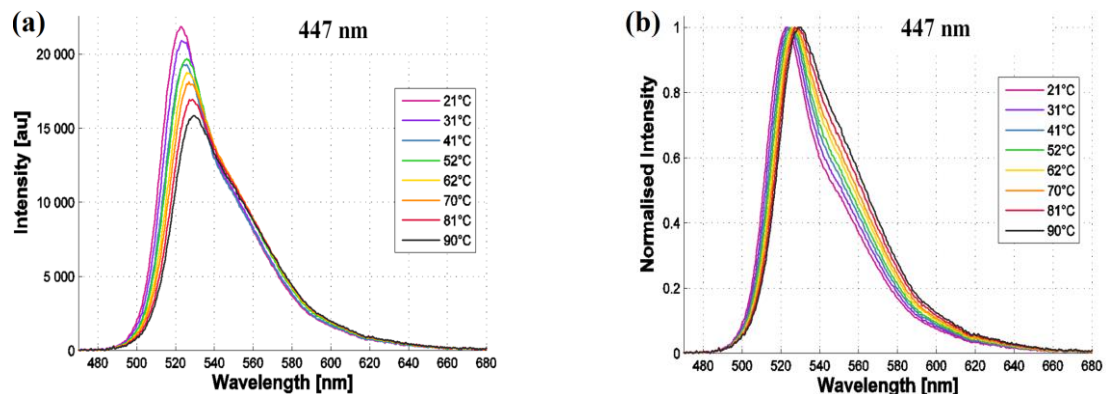 (a)
447 nm
Intensity [au]
20 000
15 000
10 000
5 000
0
21°C
31°C
41°C
52°C
62°C
70°C
81°C
90°C
480 500 520 540 560 580 600 620 640 660 680
Wavelength [nm]
(b)
447 nm
Normalised Intensity
1
0.8
0.6
0.4
0.2
0
21°C
31°C
41°C
52°C
62°C
70°C
81°C
90°C
480 500 520 540 560 580 600 620 640 660 680
Wavelength [nm]